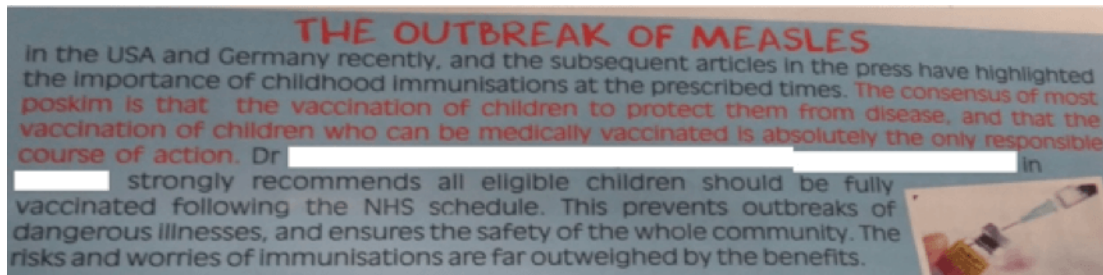 THE OUTBREAK OF MEASLES
in the USA and Germany recently, and the subsequent articles in the press have highlighted
the importance of childhood immunisations at the prescribed times. The consensus of most
poskim is that the vaccination of children to protect them from disease, and that the
vaccination of children who can be medically vaccinated is absolutely the only responsible
course of action. Dr in
strongly recommends all eligible children should be fully
vaccinated following the NHS schedule. This prevents outbreaks of
dangerous illnesses, and ensures the safety of the whole community. The
risks and worries of immunisations are far outweighed by the benefits.